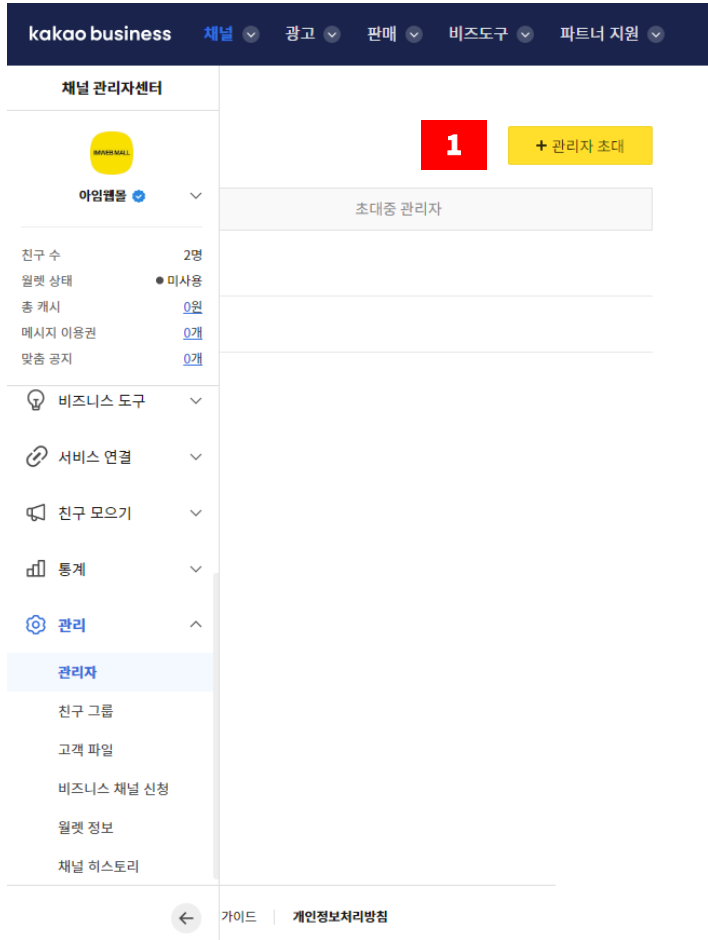 kakao business 채널 광고 판매 비즈도구 파트너 지원
채널 관리자센터
1 + 관리자 초대
IMWEB.MALL
아임웹몰
초대중 관리자
친구 수 2명
월렛 상태 ● 미사용
총 캐시 0원
메시지 이용권 0개
맞춤 공지 0개
비즈니스 도구
서비스 연결
친구 모으기
통계
관리
관리자
친구 그룹
고객 파일
비즈니스 채널 신청
월렛 정보
채널 히스토리
가이드 | 개인정보처리방침